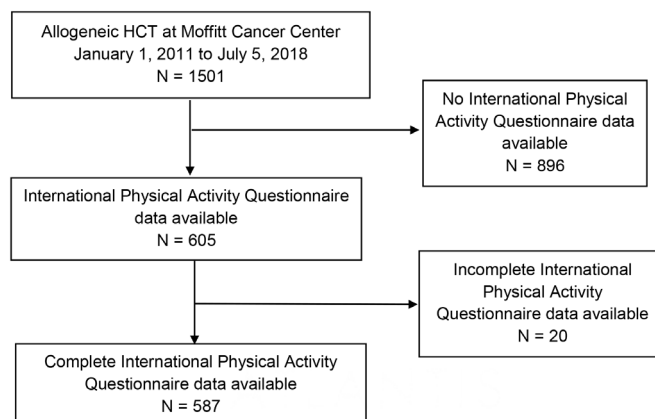 Allogeneic HCT at Moffitt Cancer Center
January 1, 2011 to July 5, 2018
N = 1501
No International Physical
Activity Questionnaire data
available
N = 896
International Physical Activity Questionnaire
data available
N = 605
Incomplete International
Physical Activity
Questionnaire data available
N = 20
Complete International Physical Activity
Questionnaire data available
N = 587